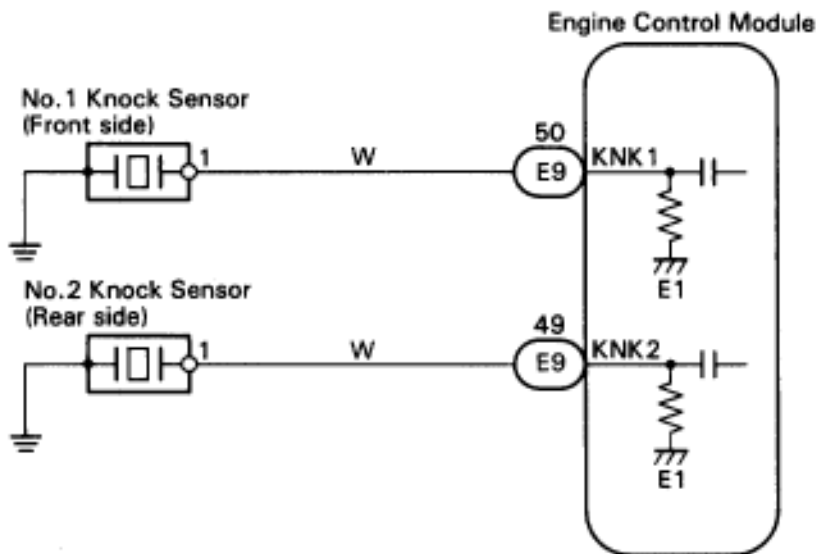 Engine Control Module
No.1 Knock Sensor
(Front side)
1
W
50
E9
KNK1
E1
No.2 Knock Sensor
(Rear side)
1
W
49
E9
KNK2
E1